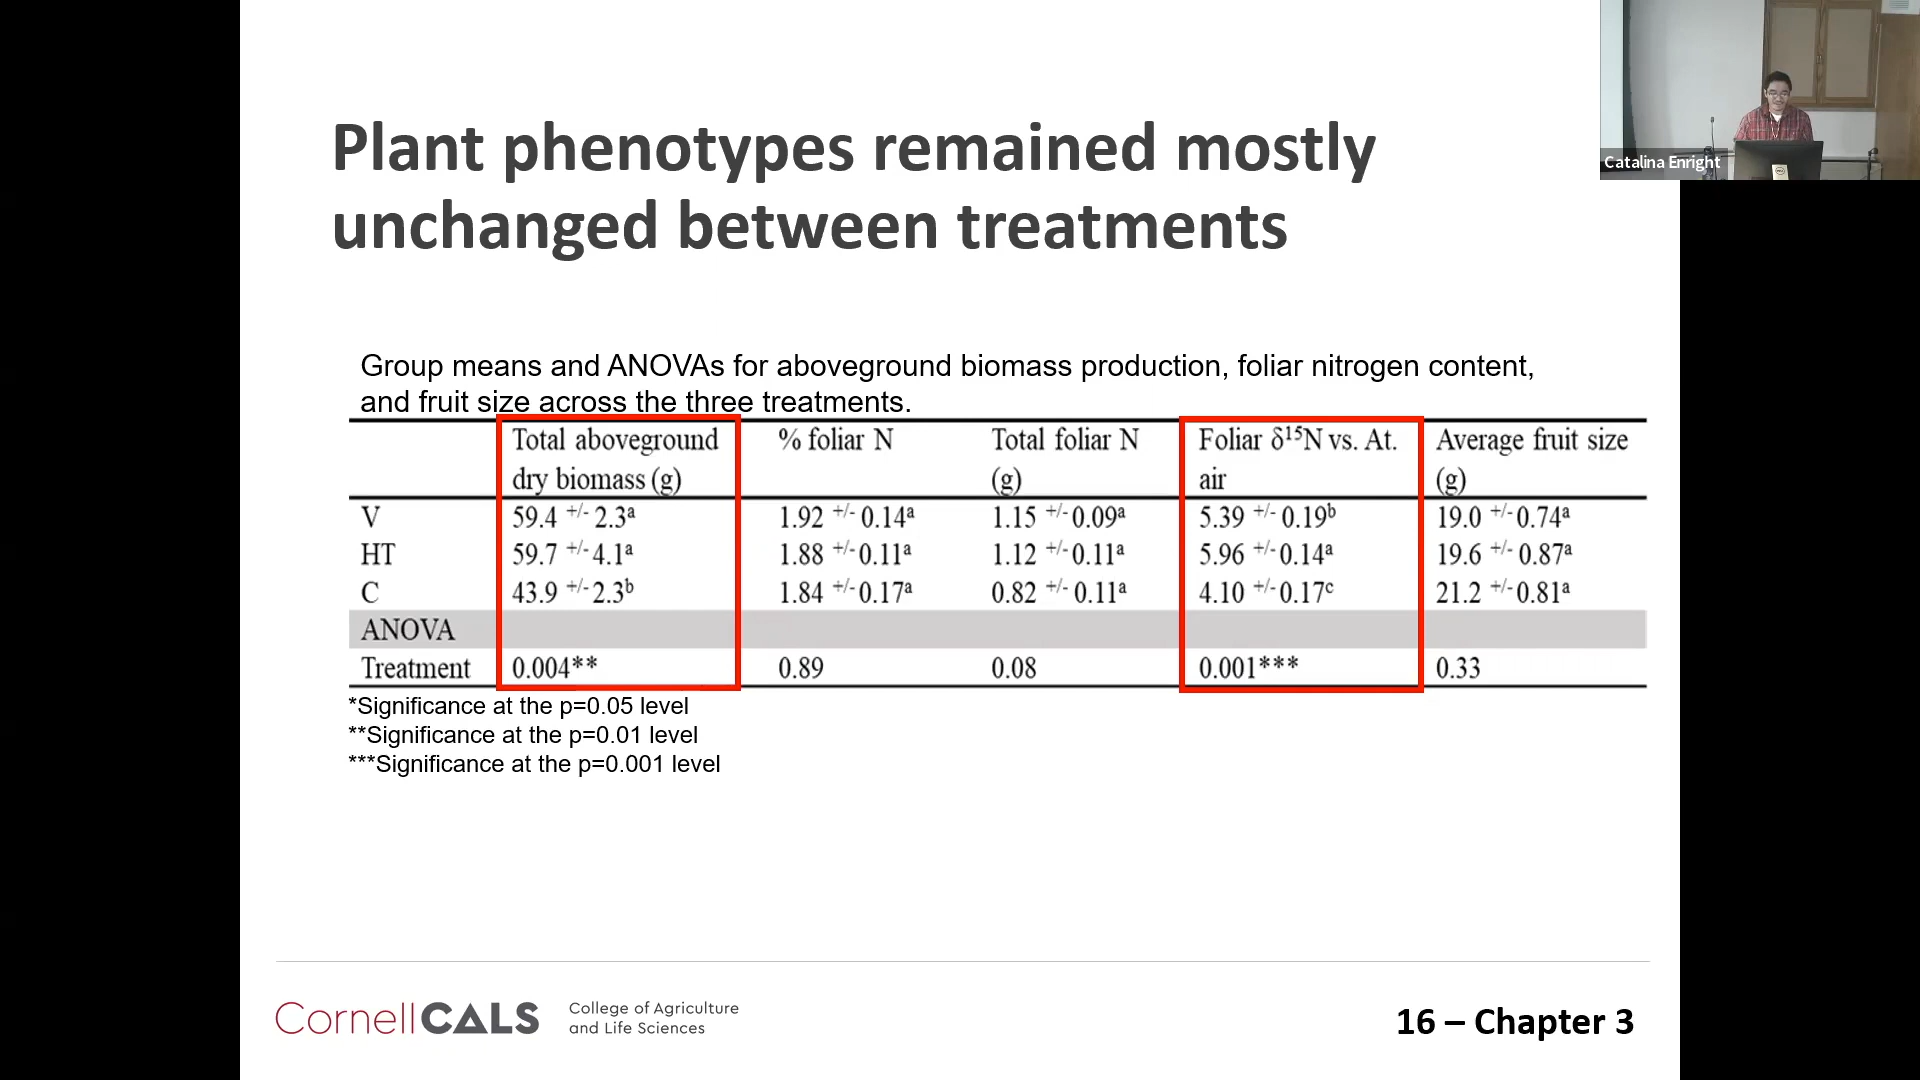 Catalina Enright
Plant phenotypes remained mostly
unchanged between treatments
Group means and ANOVAs for aboveground biomass production, foliar nitrogen content,
and fruit size across the three treatments.
Total aboveground % foliar N Total foliar N Foliar δ¹⁵N vs. At. Average fruit size
dry biomass (g) (g) air (g)
V 59.4 +/- 2.3ᵃ 1.92 +/- 0.14ᵃ 1.15 +/- 0.09ᵃ 5.39 +/- 0.19ᵇ 19.0 +/- 0.74ᵃ
HT 59.7 +/- 4.1ᵃ 1.88 +/- 0.11ᵃ 1.12 +/- 0.11ᵃ 5.96 +/- 0.14ᵃ 19.6 +/- 0.87ᵃ
C 43.9 +/- 2.3ᵇ 1.84 +/- 0.17ᵃ 0.82 +/- 0.11ᵃ 4.10 +/- 0.17ᶜ 21.2 +/- 0.81ᵃ
ANOVA
Treatment 0.004** 0.89 0.08 0.001*** 0.33
*Significance at the p=0.05 level
**Significance at the p=0.01 level
***Significance at the p=0.001 level
CornellCALS College of Agriculture
and Life Sciences
16 – Chapter 3